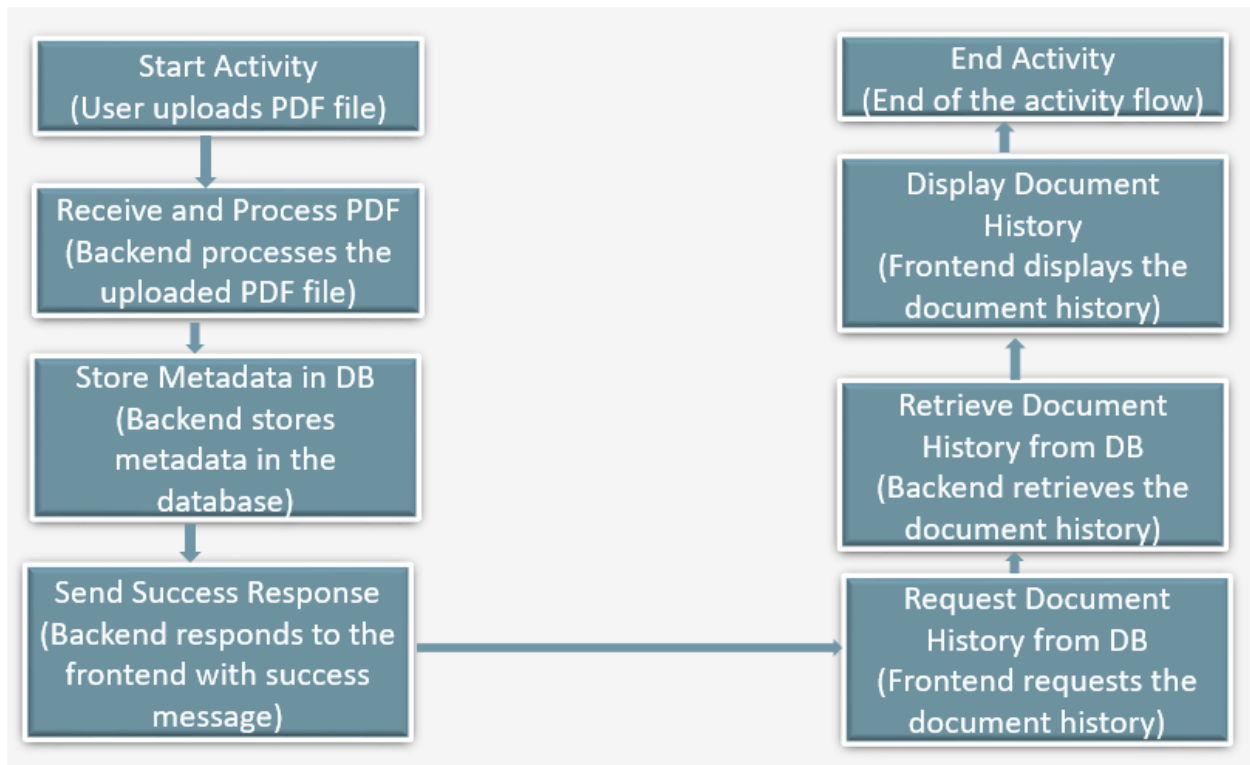 Start Activity
(User uploads PDF file)
Receive and Process PDF
(Backend processes the
uploaded PDF file)
Store Metadata in DB
(Backend stores
metadata in the
database)
Send Success Response
(Backend responds to the
frontend with success
message)
Request Document
History from DB
(Frontend requests the
document history)
Retrieve Document
History from DB
(Backend retrieves the
document history)
Display Document
History
(Frontend displays the
document history)
End Activity
(End of the activity flow)